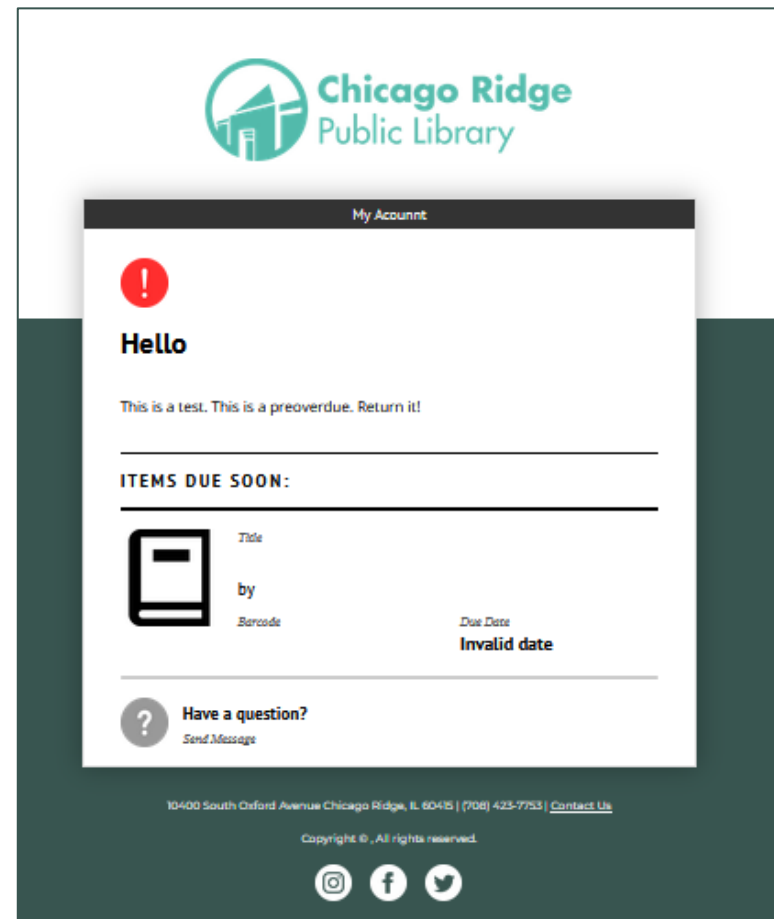 Chicago Ridge
Public Library
My Acounnt
!
Hello
This is a test. This is a preoverdue. Return it!
ITEMS DUE SOON:
Title
by
Barcode
Due Date
Invalid date
?
Have a question?
Send Message
10400 South Oxford Avenue Chicago Ridge, IL 60415 | (708) 423-7753 | Contact Us
Copyright © , All rights reserved.